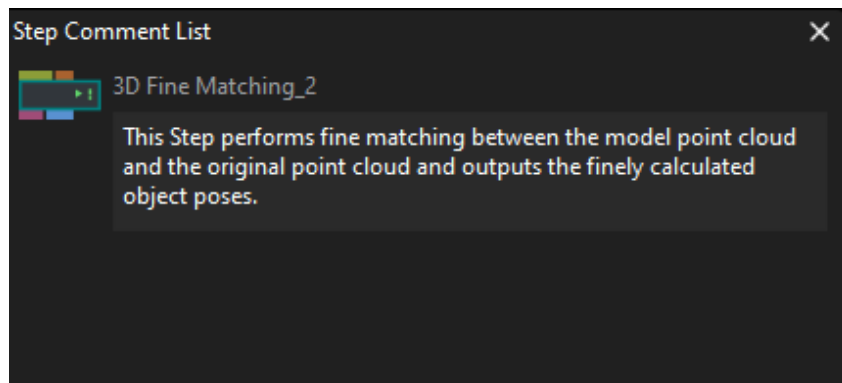 Step Comment List
3D Fine Matching_2
This Step performs fine matching between the model point cloud
and the original point cloud and outputs the finely calculated
object poses.